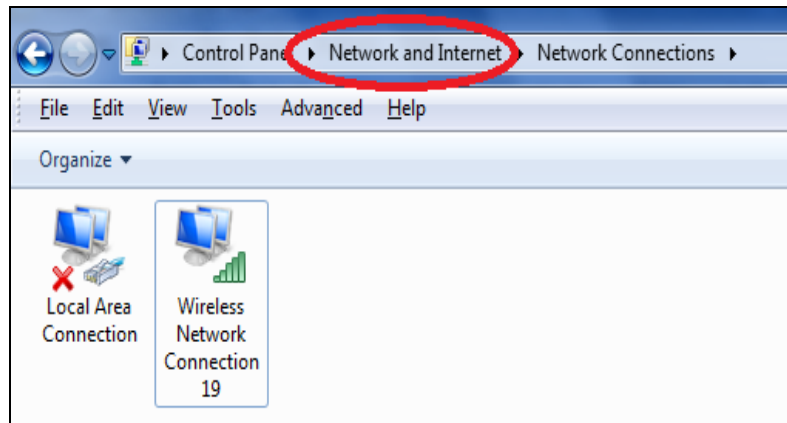 Control Pane Network and Internet Network Connections
File Edit View Tools Advanced Help
Organize
Local Area
Connection
Wireless
Network
Connection
19